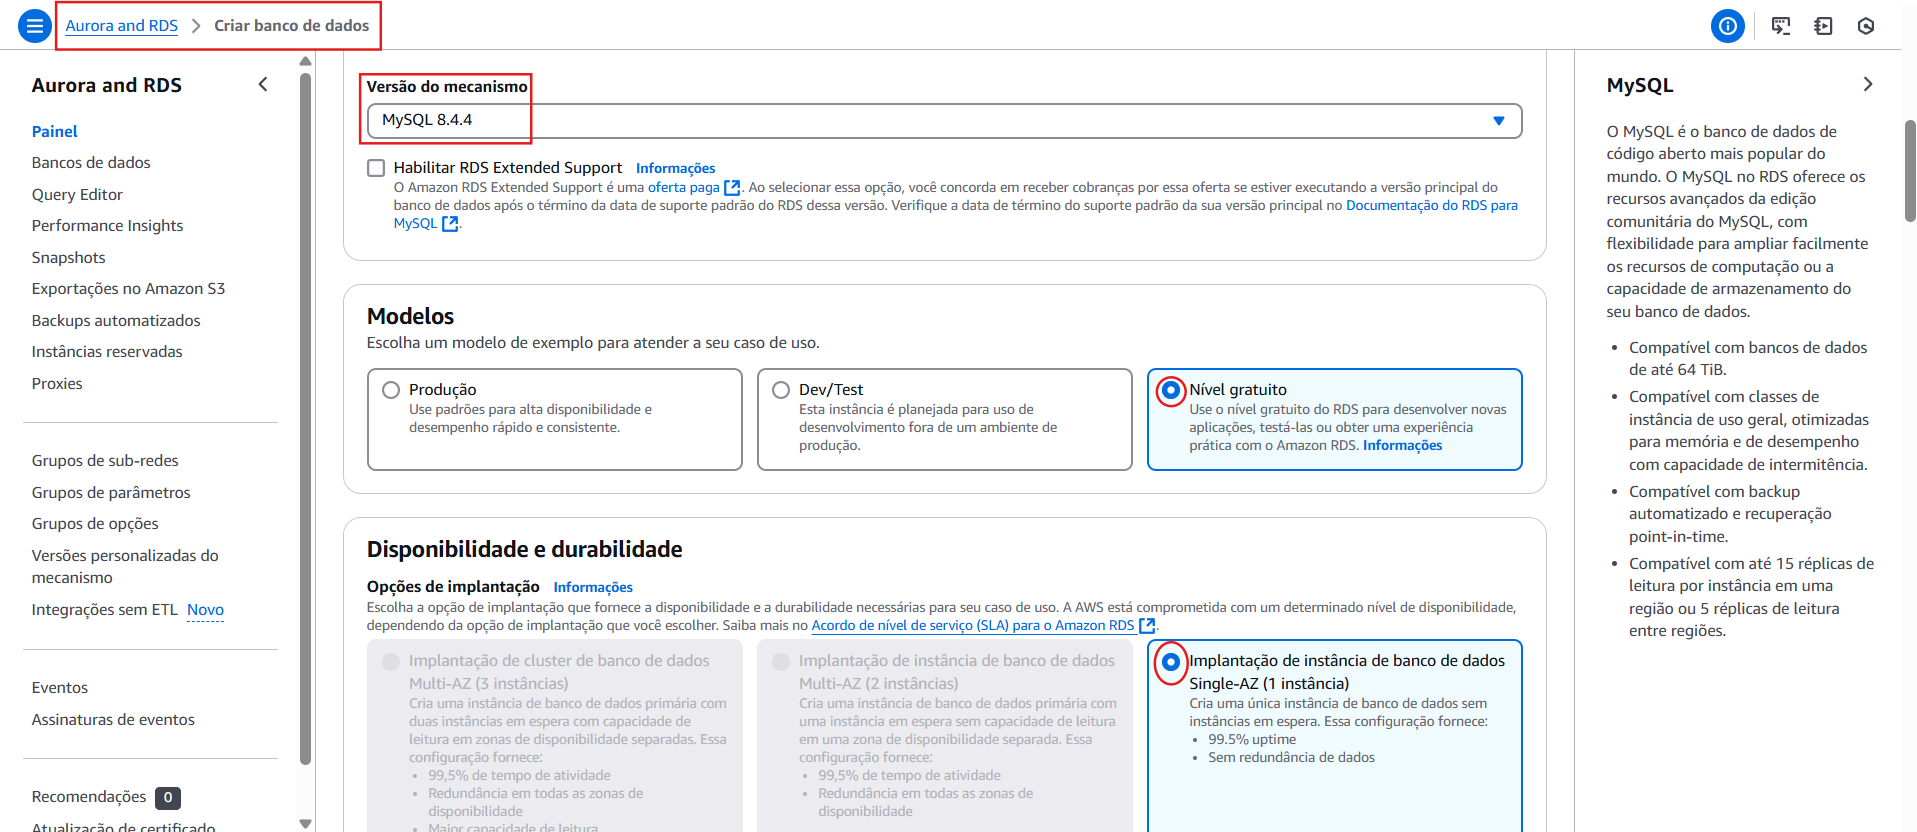 Aurora and RDS > Criar banco de dados
Aurora and RDS
Painel
Bancos de dados
Query Editor
Performance Insights
Snapshots
Exportações no Amazon S3
Backups automatizados
Instâncias reservadas
Proxies
Grupos de sub-redes
Grupos de parâmetros
Grupos de opções
Versões personalizadas do
mecanismo
Integrações sem ETL Novo
Eventos
Assinaturas de eventos
Recomendações 0
Atualização de certificado
Versão do mecanismo
MySQL 8.4.4
Habilitar RDS Extended Support Informações
O Amazon RDS Extended Support é uma oferta paga. Ao selecionar essa opção, você concorda em receber cobranças por essa oferta se estiver executando a versão principal do
banco de dados após o término da data de suporte padrão do RDS dessa versão. Verifique a data de término do suporte padrão da sua versão principal no Documentação do RDS para
MySQL.
Modelos
Escolha um modelo de exemplo para atender a seu caso de uso.
Produção
Use padrões para alta disponibilidade e
desempenho rápido e consistente.
Dev/Test
Esta instância é planejada para uso de
desenvolvimento fora de um ambiente de
produção.
Nível gratuito
Use o nível gratuito do RDS para desenvolver novas
aplicações, testá-las ou obter uma experiência
prática com o Amazon RDS. Informações
Disponibilidade e durabilidade
Opções de implantação Informações
Escolha a opção de implantação que fornece a disponibilidade e a durabilidade necessárias para seu caso de uso. A AWS está comprometida com um determinado nível de disponibilidade,
dependendo da opção de implantação que você escolher. Saiba mais no Acordo de nível de serviço (SLA) para o Amazon RDS.
Implantação de cluster de banco de dados
Multi-AZ (3 instâncias)
Cria uma instância de banco de dados primária com
duas instâncias em espera com capacidade de
leitura em zonas de disponibilidade separadas. Essa
configuração fornece:
• 99,5% de tempo de atividade
• Redundância em todas as zonas de
disponibilidade
• Maior capacidade de leitura
Implantação de instância de banco de dados
Multi-AZ (2 instâncias)
Cria uma instância de banco de dados primária com
uma instância em espera sem capacidade de leitura
em uma zona de disponibilidade separada. Essa
configuração fornece:
• 99,5% de tempo de atividade
• Redundância em todas as zonas de
disponibilidade
Implantação de instância de banco de dados
Single-AZ (1 instância)
Cria uma única instância de banco de dados sem
instâncias em espera. Essa configuração fornece:
• 99.5% uptime
• Sem redundância de dados
MySQL
O MySQL é o banco de dados de
código aberto mais popular do
mundo. O MySQL no RDS oferece os
recursos avançados da edição
comunitária do MySQL, com
flexibilidade para ampliar facilmente
os recursos de computação ou a
capacidade de armazenamento do
seu banco de dados.
• Compatível com bancos de dados
de até 64 TiB.
• Compatível com classes de
instância de uso geral, otimizadas
para memória e de desempenho
com capacidade de intermitência.
• Compatível com backup
automatizado e recuperação
point-in-time.
• Compatível com até 15 réplicas de
leitura por instância em uma
região ou 5 réplicas de leitura
entre regiões.